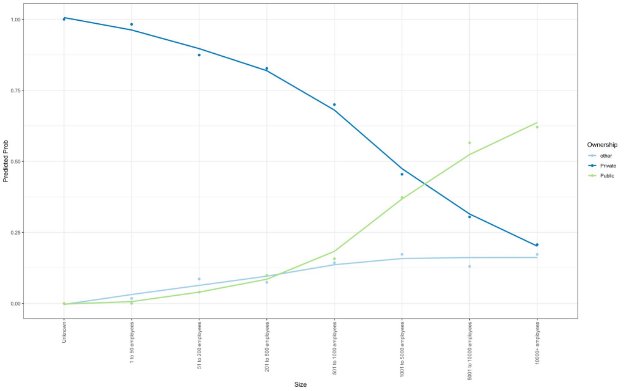 1.00
0.75
0.50
0.25
0.00
Predicted Prob
Unknown
1 to 50 employees
51 to 200 employees
201 to 500 employees
501 to 1000 employees
1001 to 5000 employees
5001 to 10000 employees
10000+ employees
Size
Ownership
other
Private
Public